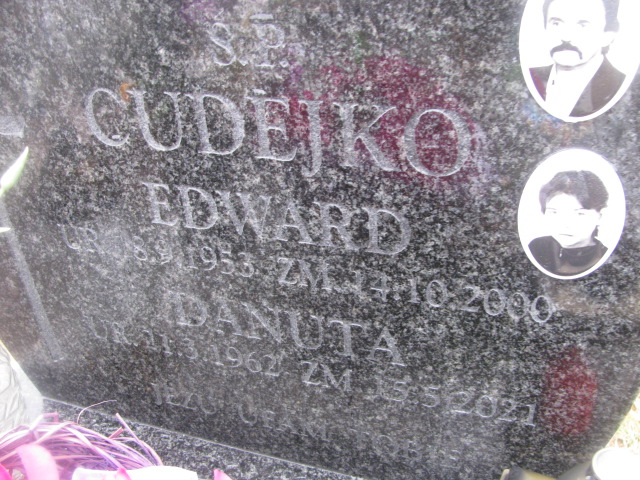 Ś.P.
CUDEJKO
EDWARD
UR. 8.9.1953 ZM. 14.10.2000
DANUTA
UR. 11.3.1962 ZM 15.5.2021
JEZU UFAM TOBIE